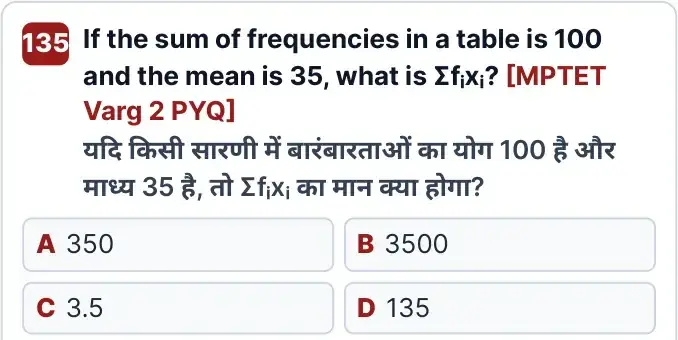 135 If the sum of frequencies in a table is 100
and the mean is 35, what is Σfᵢxᵢ? [MPTET
Varg 2 PYQ]
यदि किसी सारणी में बारंबारताओं का योग 100 है और
माध्य 35 है, तो Σfᵢxᵢ का मान क्या होगा?
A 350
B 3500
C 3.5
D 135